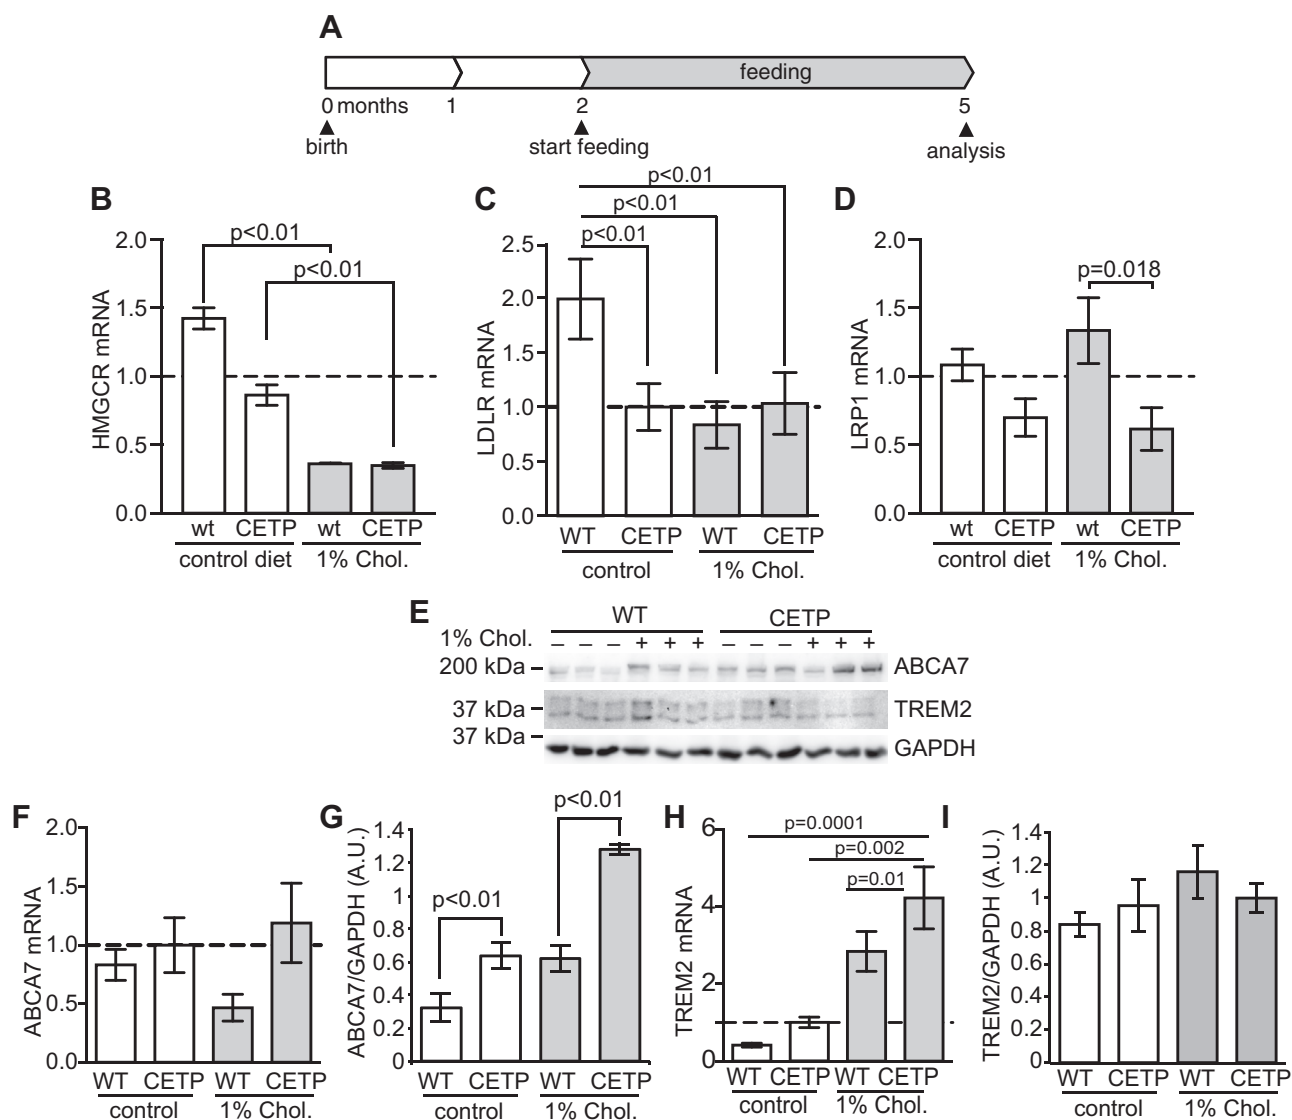 A
feeding
0 months 1 2 5
birth start feeding analysis
B
HMGCR mRNA
2.0
1.5
1.0
0.5
0.0
p<0.01
p<0.01
wt CETP wt CETP
control diet 1% Chol.
C
LDLR mRNA
2.5
2.0
1.5
1.0
0.5
0.0
p<0.01
p<0.01
p<0.01
WT CETP WT CETP
control 1% Chol.
D
LRP1 mRNA
2.0
1.5
1.0
0.5
0.0
p=0.018
wt CETP wt CETP
control diet 1% Chol.
E
WT CETP
1% Chol. – – – + + + – – – + + +
200 kDa ABCA7
37 kDa TREM2
37 kDa GAPDH
F
ABCA7 mRNA
2.0
1.5
1.0
0.5
0.0
WT CETP WT CETP
control 1% Chol.
G
ABCA7/GAPDH (A.U.)
1.4
1.2
1
0.8
0.6
0.4
0.2
0
p<0.01
p<0.01
WT CETP WT CETP
control 1% Chol.
H
TREM2 mRNA
6
4
2
0
p=0.0001
p=0.002
p=0.01
WT CETP WT CETP
control 1% Chol.
I
TREM2/GAPDH (A.U.)
1.4
1.2
1
0.8
0.6
0.4
0.2
0
WT CETP WT CETP
control 1% Chol.